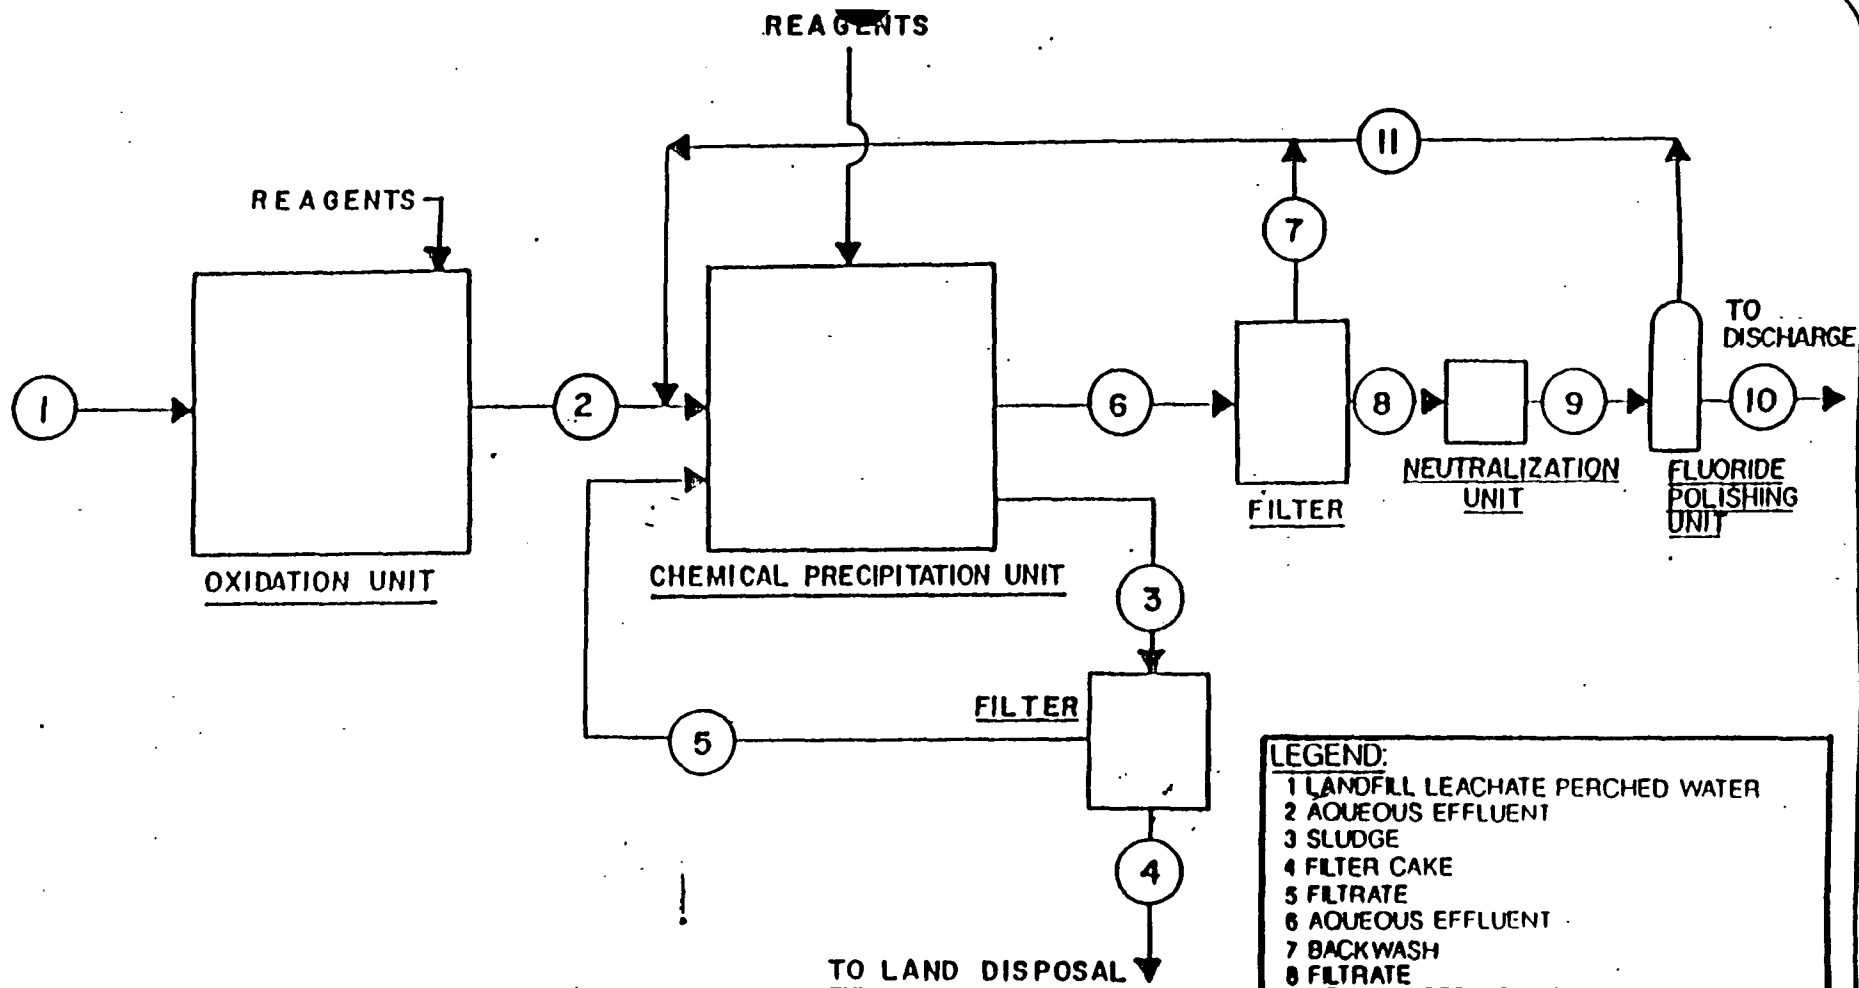 REAGENTS
REAGENTS
11
7
TO
DISCHARGE
1
2
6
8
9
10
NEUTRALIZATION
UNIT
FLUORIDE
POLISHING
UNIT
FILTER
OXIDATION UNIT
CHEMICAL PRECIPITATION UNIT
3
FILTER
5
4
TO LAND DISPOSAL
LEGEND:
1 LANDFILL LEACHATE PERCHED WATER
2 AQUEOUS EFFLUENT
3 SLUDGE
4 FILTER CAKE
5 FILTRATE
6 AQUEOUS EFFLUENT
7 BACKWASH
8 FILTRATE